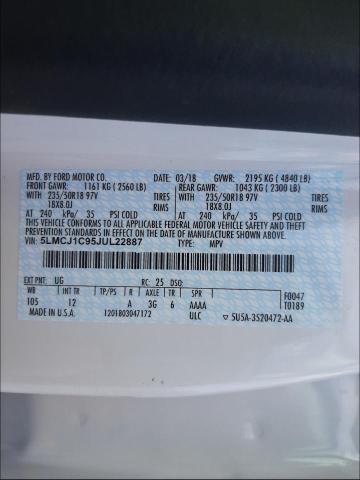 MFD. BY FORD MOTOR CO.
DATE: 03/18 GVWR: 2195 KG ( 4840 LB)
FRONT GAWR: 1161 KG ( 2560 LB) REAR GAWR: 1043 KG ( 2300 LB)
WITH 235/50R18 97V TIRES WITH 235/50R18 97V TIRES
18X8.0J RIMS 18X8.0J RIMS
AT 240 kPa/ 35 PSI COLD AT 240 kPa/ 35 PSI COLD
THIS VEHICLE CONFORMS TO ALL APPLICABLE FEDERAL MOTOR VEHICLE SAFETY AND THEFT
PREVENTION STANDARDS IN EFFECT ON THE DATE OF MANUFACTURE SHOWN ABOVE.
VIN: 5LMCJ1C95JUL22887 TYPE: MPV
EXT PNT: UG RC: 25 DSO: F0047
WB INT TR TP/PS R AXLE TR SPR T0189
105 12 A 3G 6 AAAA
MADE IN U.S.A. 1201803047172 ULC 5U5A-3520472-AA